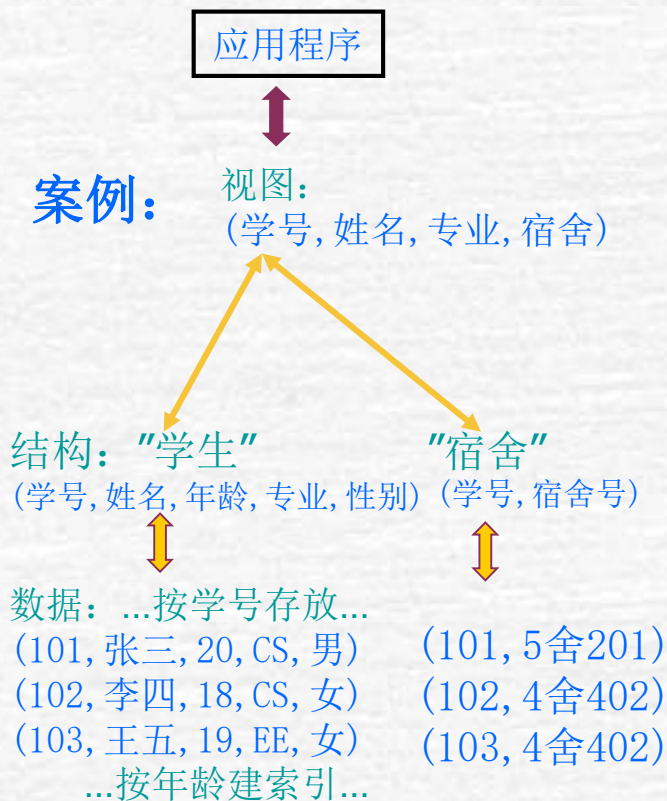 应用程序
案例：
视图：
(学号,姓名,专业,宿舍)
结构："学生" "宿舍"
(学号,姓名,年龄,专业,性别) (学号,宿舍号)
数据：…按学号存放…
(101,张三,20,CS,男) (101,5舍201)
(102,李四,18,CS,女) (102,4舍402)
(103,王五,19,EE,女) (103,4舍402)
…按年龄建索引…